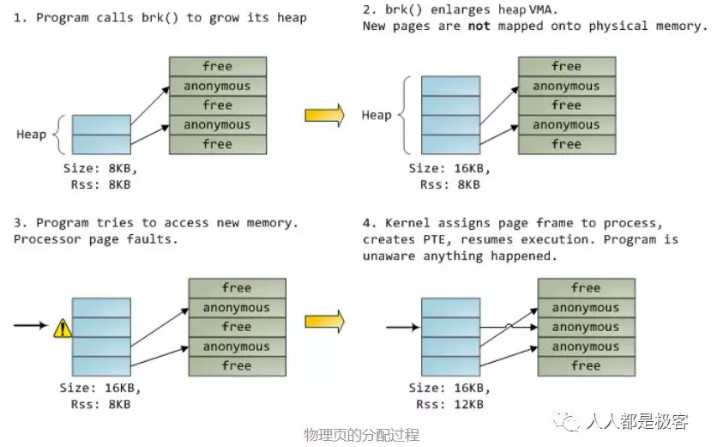 1. Program calls brk() to grow its heap
free
anonymous
free
anonymous
free
Heap
Size: 8KB,
Rss: 8KB
2. brk() enlarges heap VMA.
New pages are not mapped onto physical memory.
free
anonymous
free
anonymous
free
Heap
Size: 16KB,
Rss: 8KB
3. Program tries to access new memory.
Processor page faults.
free
anonymous
free
anonymous
free
Size: 16KB,
Rss: 8KB
4. Kernel assigns page frame to process,
creates PTE, resumes execution. Program is
unaware anything happened.
free
anonymous
anonymous
anonymous
free
Size: 16KB,
Rss: 12KB
物理页的分配过程
人人都是极客